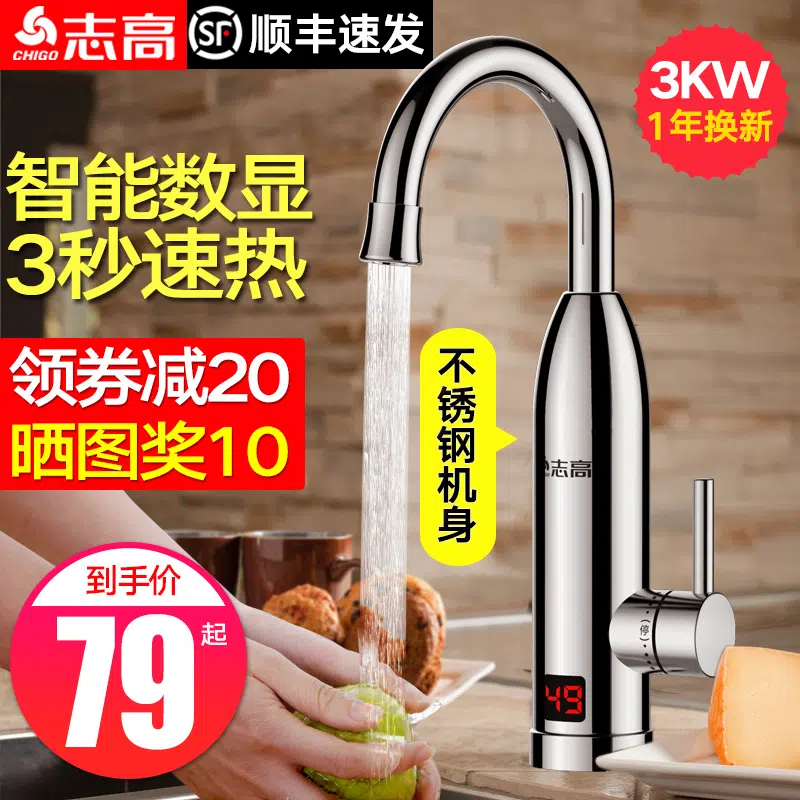 CHIGO 志高 SF 顺丰速发
3KW
1年换新
智能数显
3秒速热
领券减20
晒图奖10
不锈钢机身
志高
到手价
79起
(停)
49